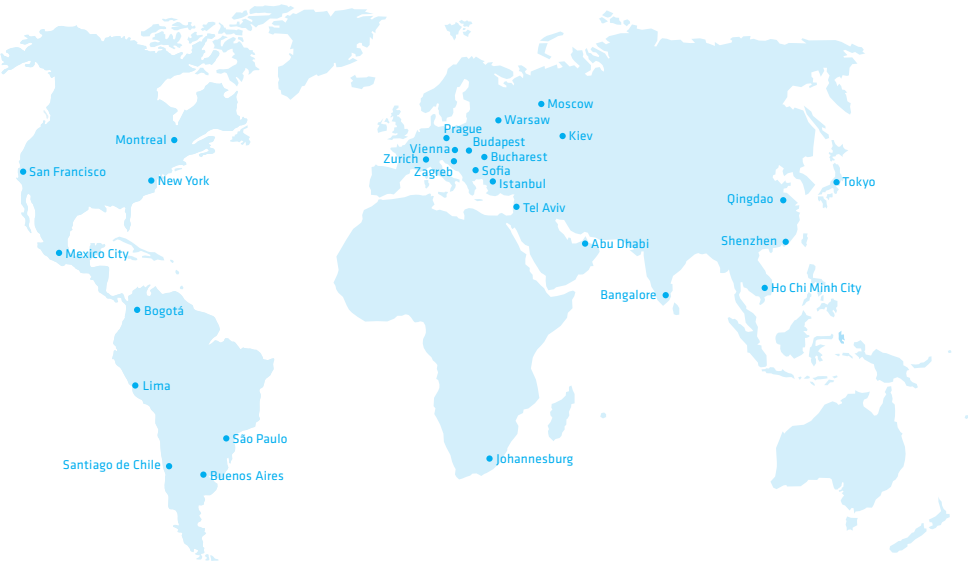 Moscow
Warsaw
Prague
Kiev
Montreal
Budapest
Vienna
Zurich
Bucharest
San Francisco
Zagreb
Sofia
New York
Istanbul
Tokyo
Qingdao
Tel Aviv
Shenzhen
Abu Dhabi
Mexico City
Ho Chi Minh City
Bangalore
Bogotá
Lima
São Paulo
Johannesburg
Santiago de Chile
Buenos Aires